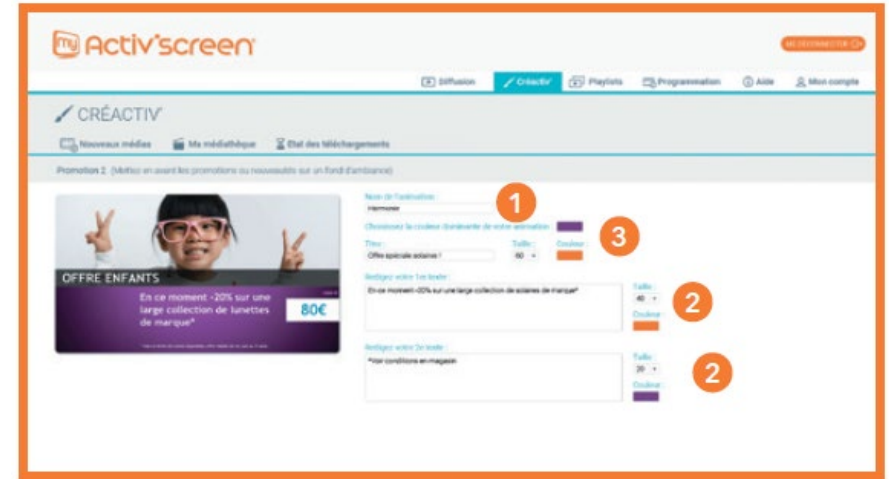 my Activ'screen
ME DÉCONNECTER
Diffusion
Créactiv'
Playlists
Programmation
Aide
Mon compte
CRÉACTIV'
Nouveaux médias
Ma médiathèque
Etat des téléchargements
Promotion 2 (Mettez en avant les promotions ou nouveautés sur un fond d'ambiance)
Nom de l'animation :
Harmonie
1
Choisissez la couleur dominante de votre animation
3
Titre :
Taille :
Couleur :
Offre spéciale solaires !
60
OFFRE ENFANTS
En ce moment -20% sur une
large collection de lunettes
de marque*
80€
Rédigez votre 1er texte :
En ce moment -20% sur une large collection de solaires de marque*
Taille :
40
2
Couleur :
Rédigez votre 2e texte :
*Voir conditions en magasin
Taille :
20
2
Couleur :